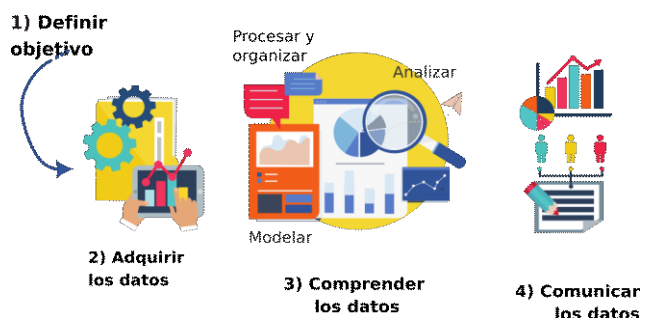 1) Definir
objetivo
Procesar y
organizar
Analizar
Modelar
2) Adquirir
los datos
3) Comprender
los datos
4) Comunicar
los datos